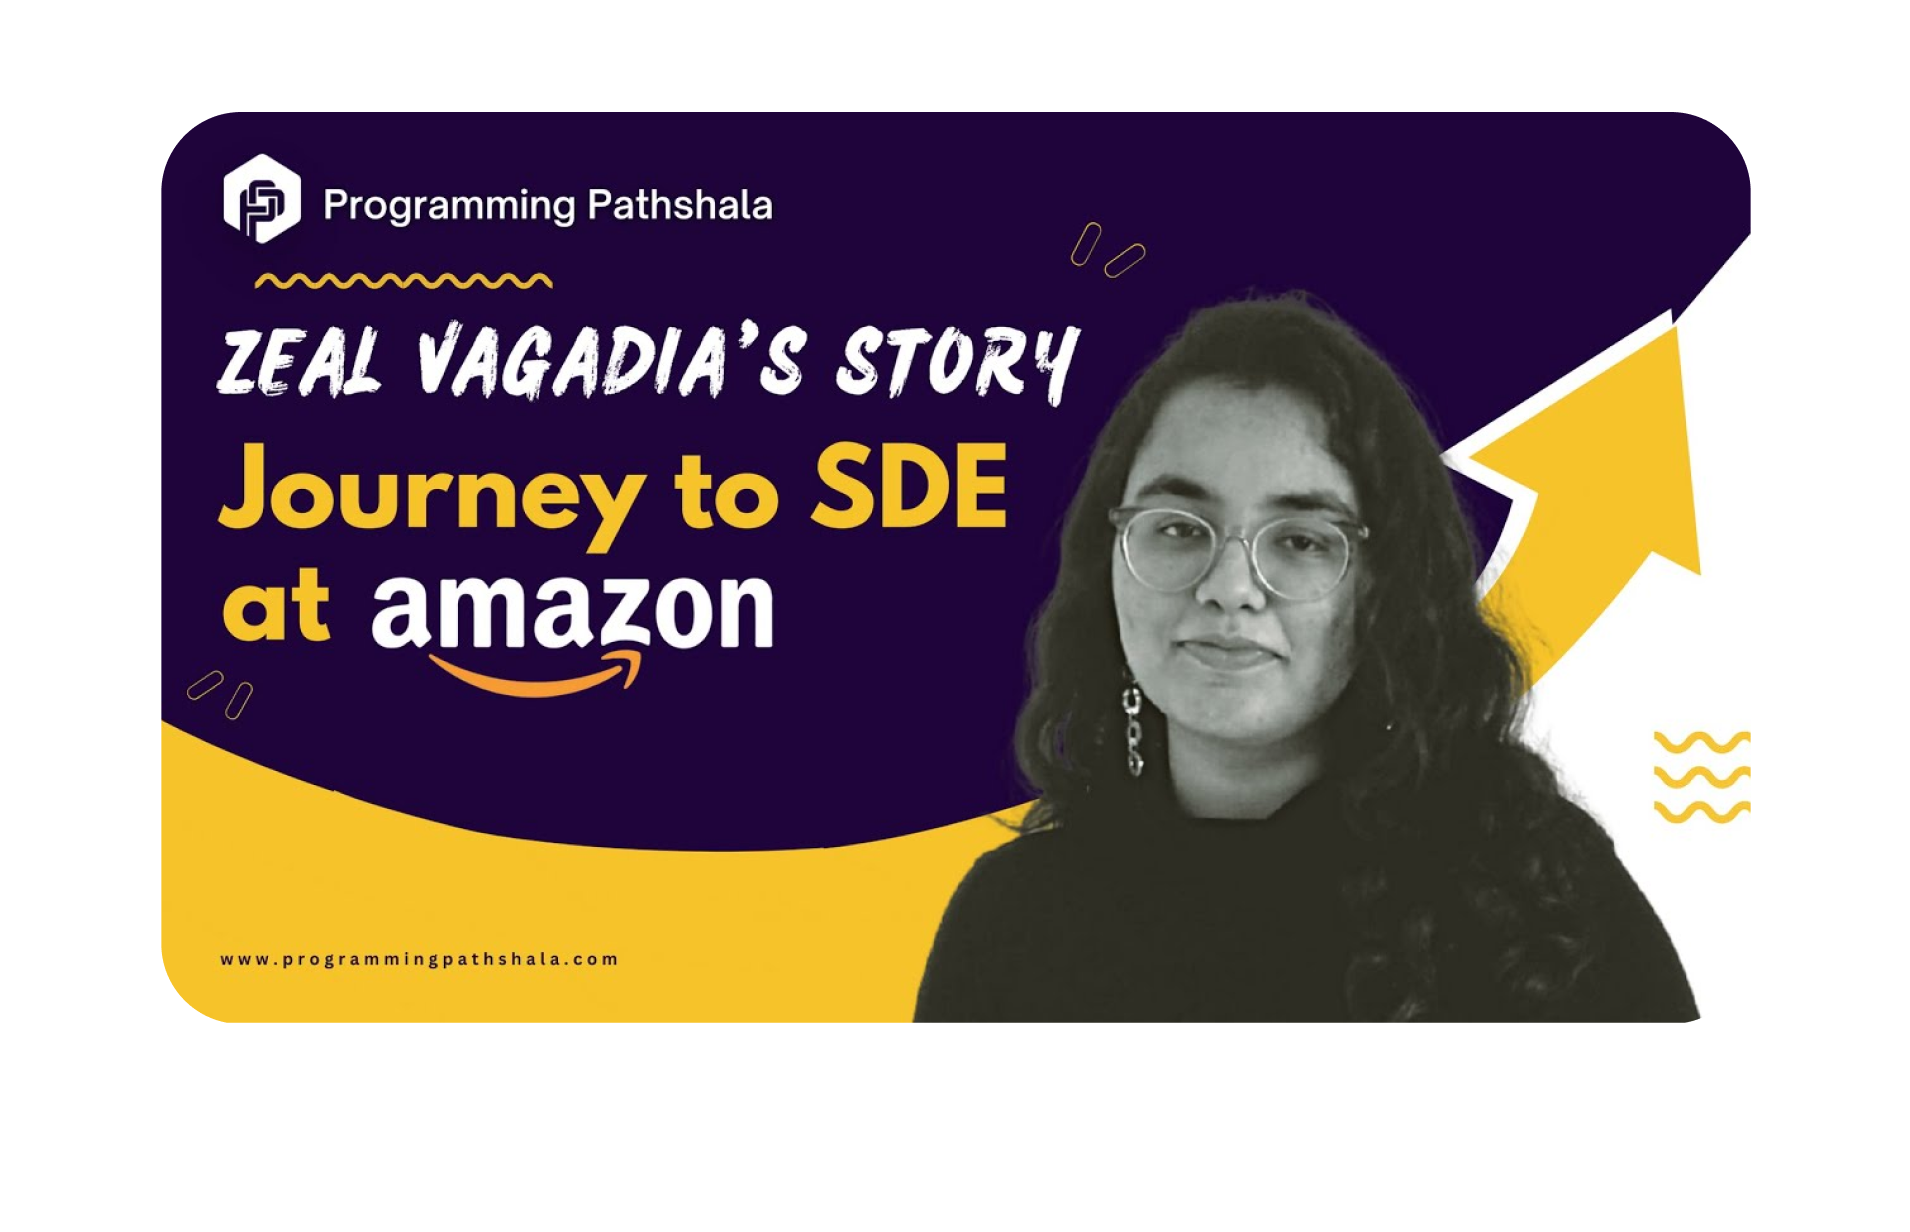 Programming Pathshala
ZEAL VAGADIA'S STORY
Journey to SDE
at amazon
www.programmingpathshala.com